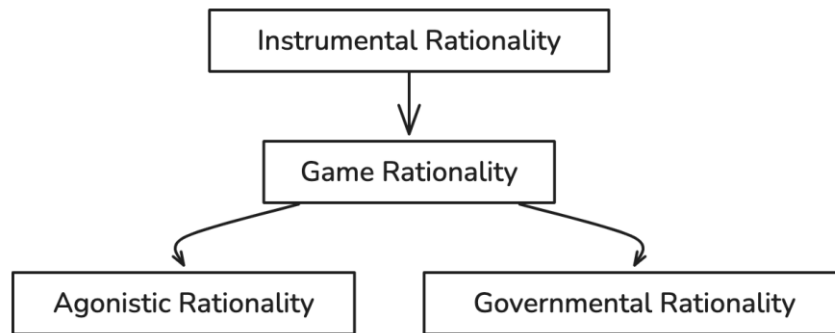 Instrumental Rationality
Game Rationality
Agonistic Rationality
Governmental Rationality